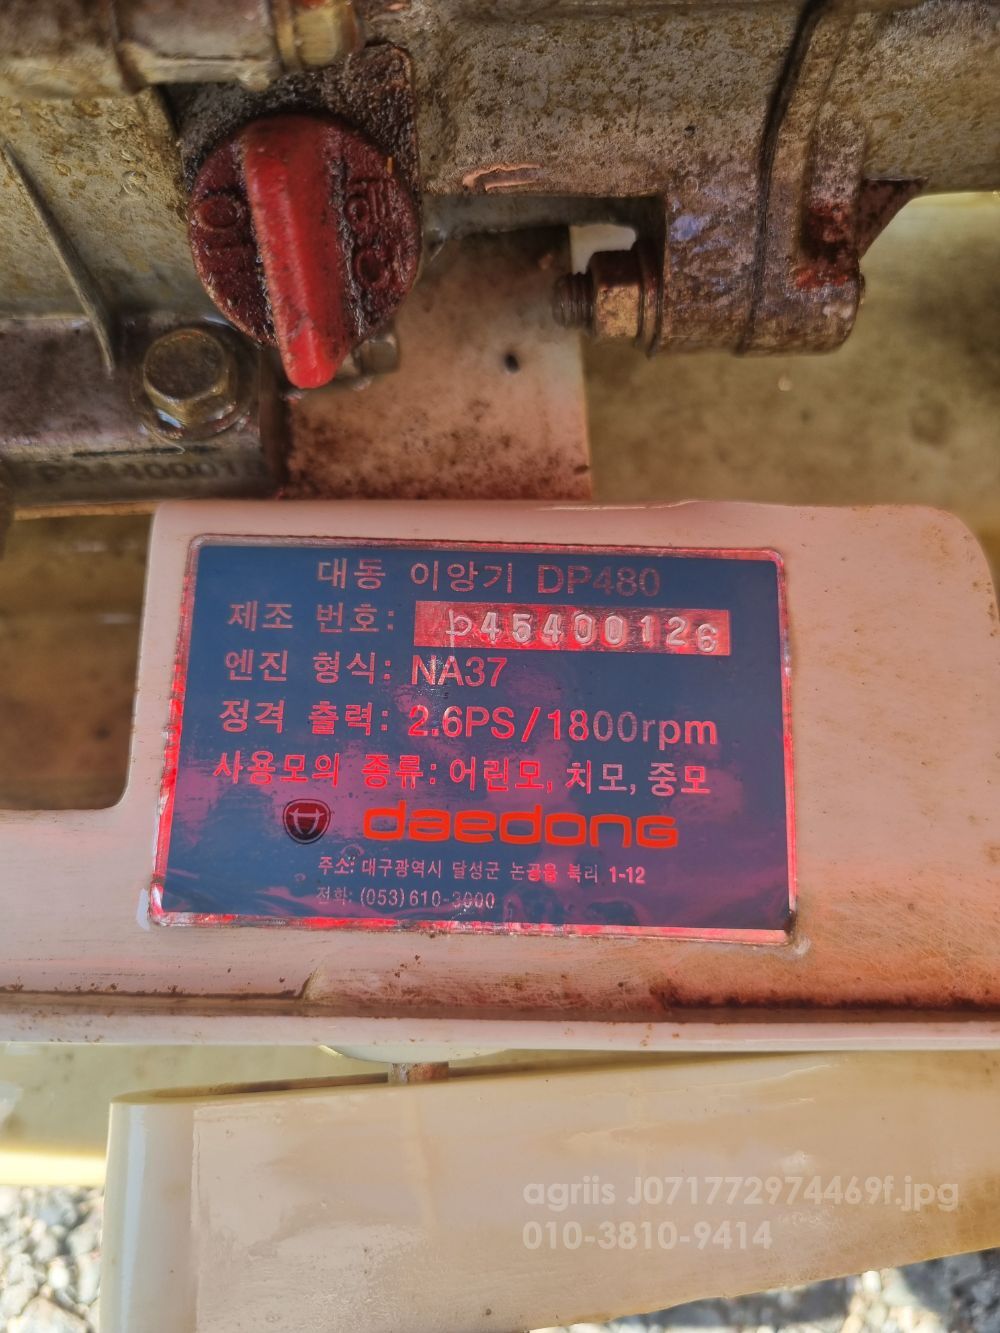 대동 이앙기 DP480
제조 번호: P45400126
엔진 형식: NA37
정격 출력: 2.6PS/1800rpm
사용모의 종류: 어린모, 치모, 중모
daedong
주소: 대구광역시 달성군 논공읍 북리 1-12
전화: (053)610-3000
agriis J071772974469f.jpg
010-3810-9414